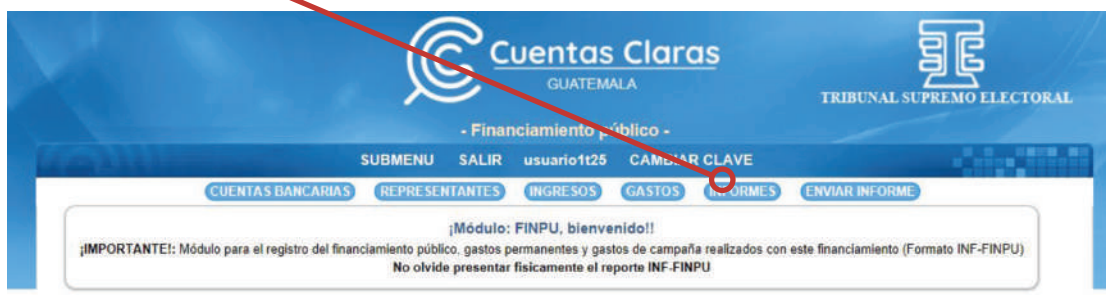 Cuentas Claras
GUATEMALA
TRIBUNAL SUPREMO ELECTORAL
- Financiamiento público -
SUBMENU SALIR usuario1t25 CAMBIAR CLAVE
CUENTAS BANCARIAS REPRESENTANTES INGRESOS GASTOS INFORMES ENVIAR INFORME
¡Módulo: FINPU, bienvenido!!
¡IMPORTANTE!: Módulo para el registro del financiamiento público, gastos permanentes y gastos de campaña realizados con este financiamiento (Formato INF-FINPU)
No olvide presentar fisicamente el reporte INF-FINPU